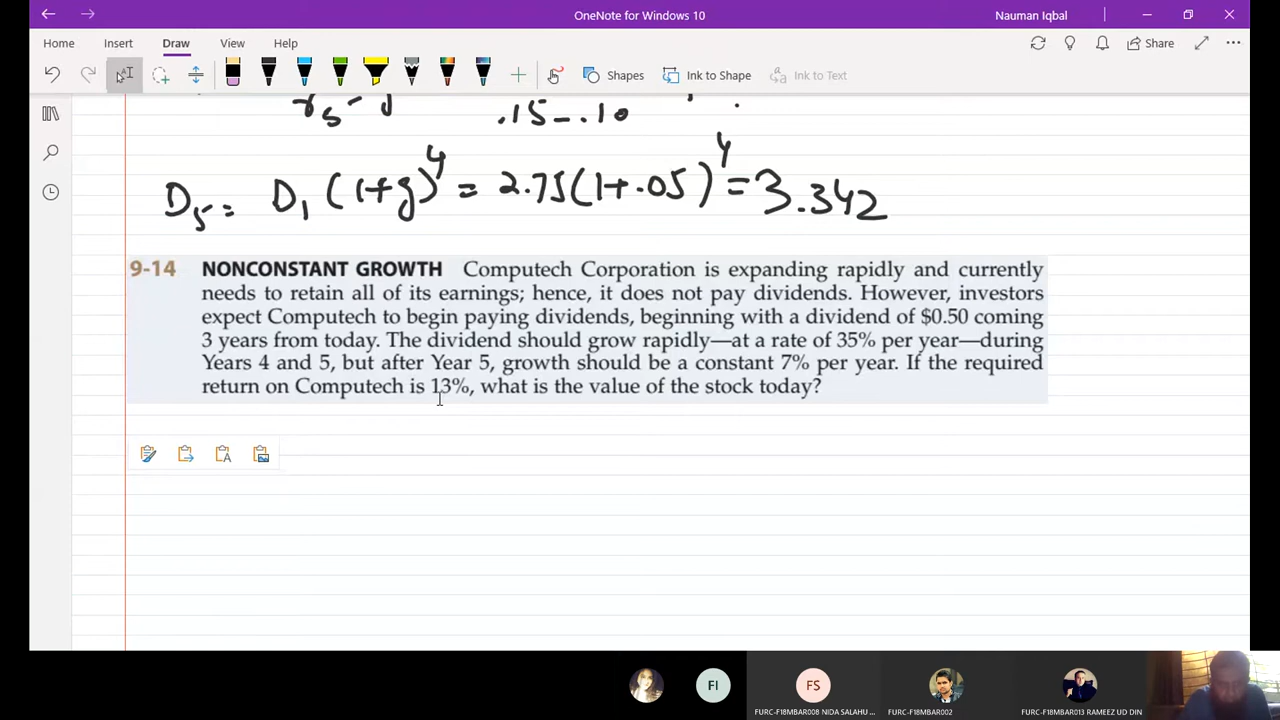 OneNote for Windows 10
Nauman Iqbal
Home Insert Draw View Help
Share
Shapes Ink to Shape Ink to Text
.15-.10
D5= D1 (1+g)^4 = 2.75(1+.05)^4 = 3.342
9-14 NONCONSTANT GROWTH Computech Corporation is expanding rapidly and currently
needs to retain all of its earnings; hence, it does not pay dividends. However, investors
expect Computech to begin paying dividends, beginning with a dividend of $0.50 coming
3 years from today. The dividend should grow rapidly—at a rate of 35% per year—during
Years 4 and 5, but after Year 5, growth should be a constant 7% per year. If the required
return on Computech is 13%, what is the value of the stock today?
FI
FS
FURC-F18MBAR008 NIDA SALAHU ...
FURC-F18MBAR002
FURC-F18MBAR013 RAMEEZ UD DIN